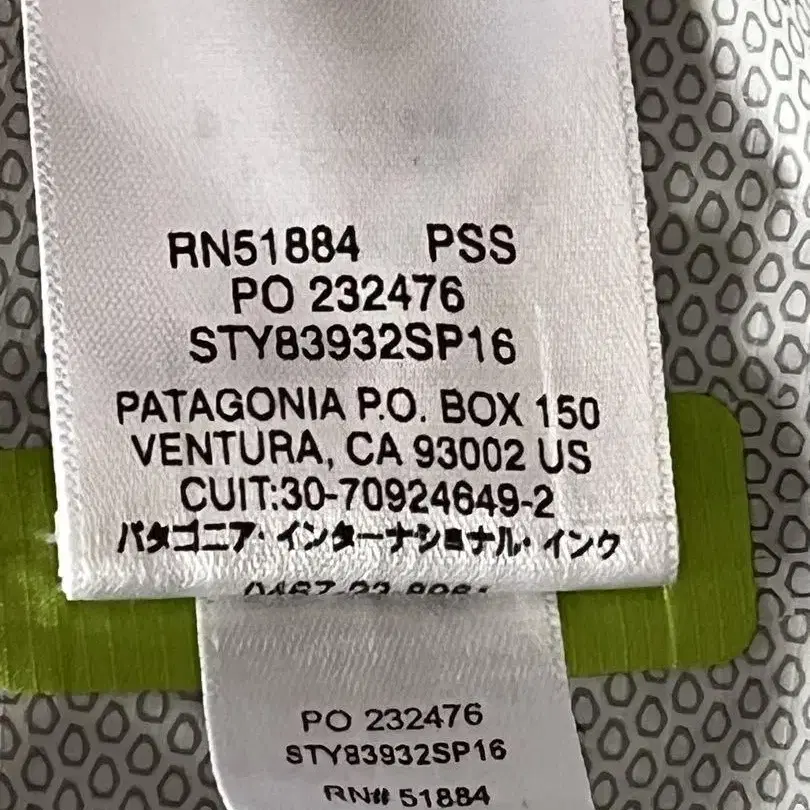 RN51884 PSS
PO 232476
STY83932SP16
PATAGONIA P.O. BOX 150
VENTURA, CA 93002 US
CUIT:30-70924649-2
パタゴニア・インターナショナル・インク
PO 232476
STY83932SP16
RN# 51884